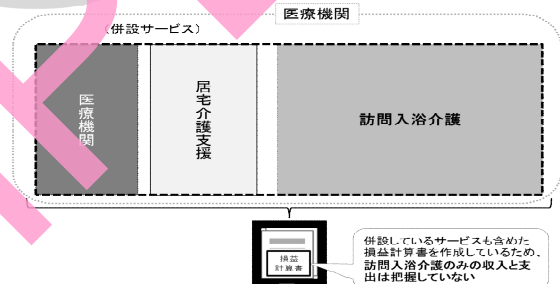 医療機関
（併設サービス）
医療機関
居宅介護支援
訪問入浴介護
損益
計算書
併設しているサービスも含めた
損益計算書を作成しているため、
訪問入浴介護のみの収入と支
出は把握していない